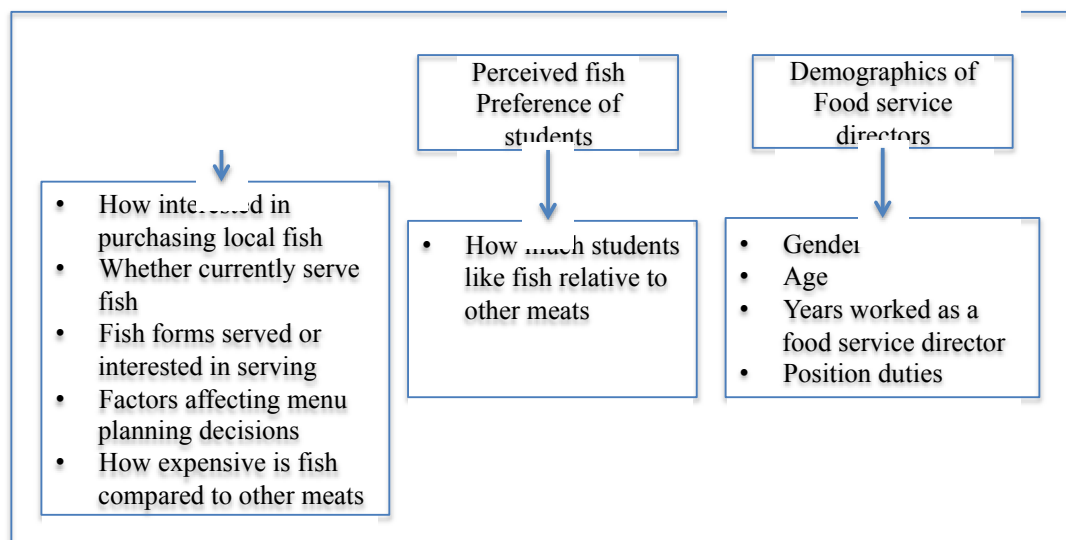 Perceived fish
Preference of
students
Demographics of
Food service
directors
• How interested in
purchasing local fish
• Whether currently serve
fish
• Fish forms served or
interested in serving
• Factors affecting menu
planning decisions
• How expensive is fish
compared to other meats
• How much students
like fish relative to
other meats
• Gender
• Age
• Years worked as a
food service director
• Position duties